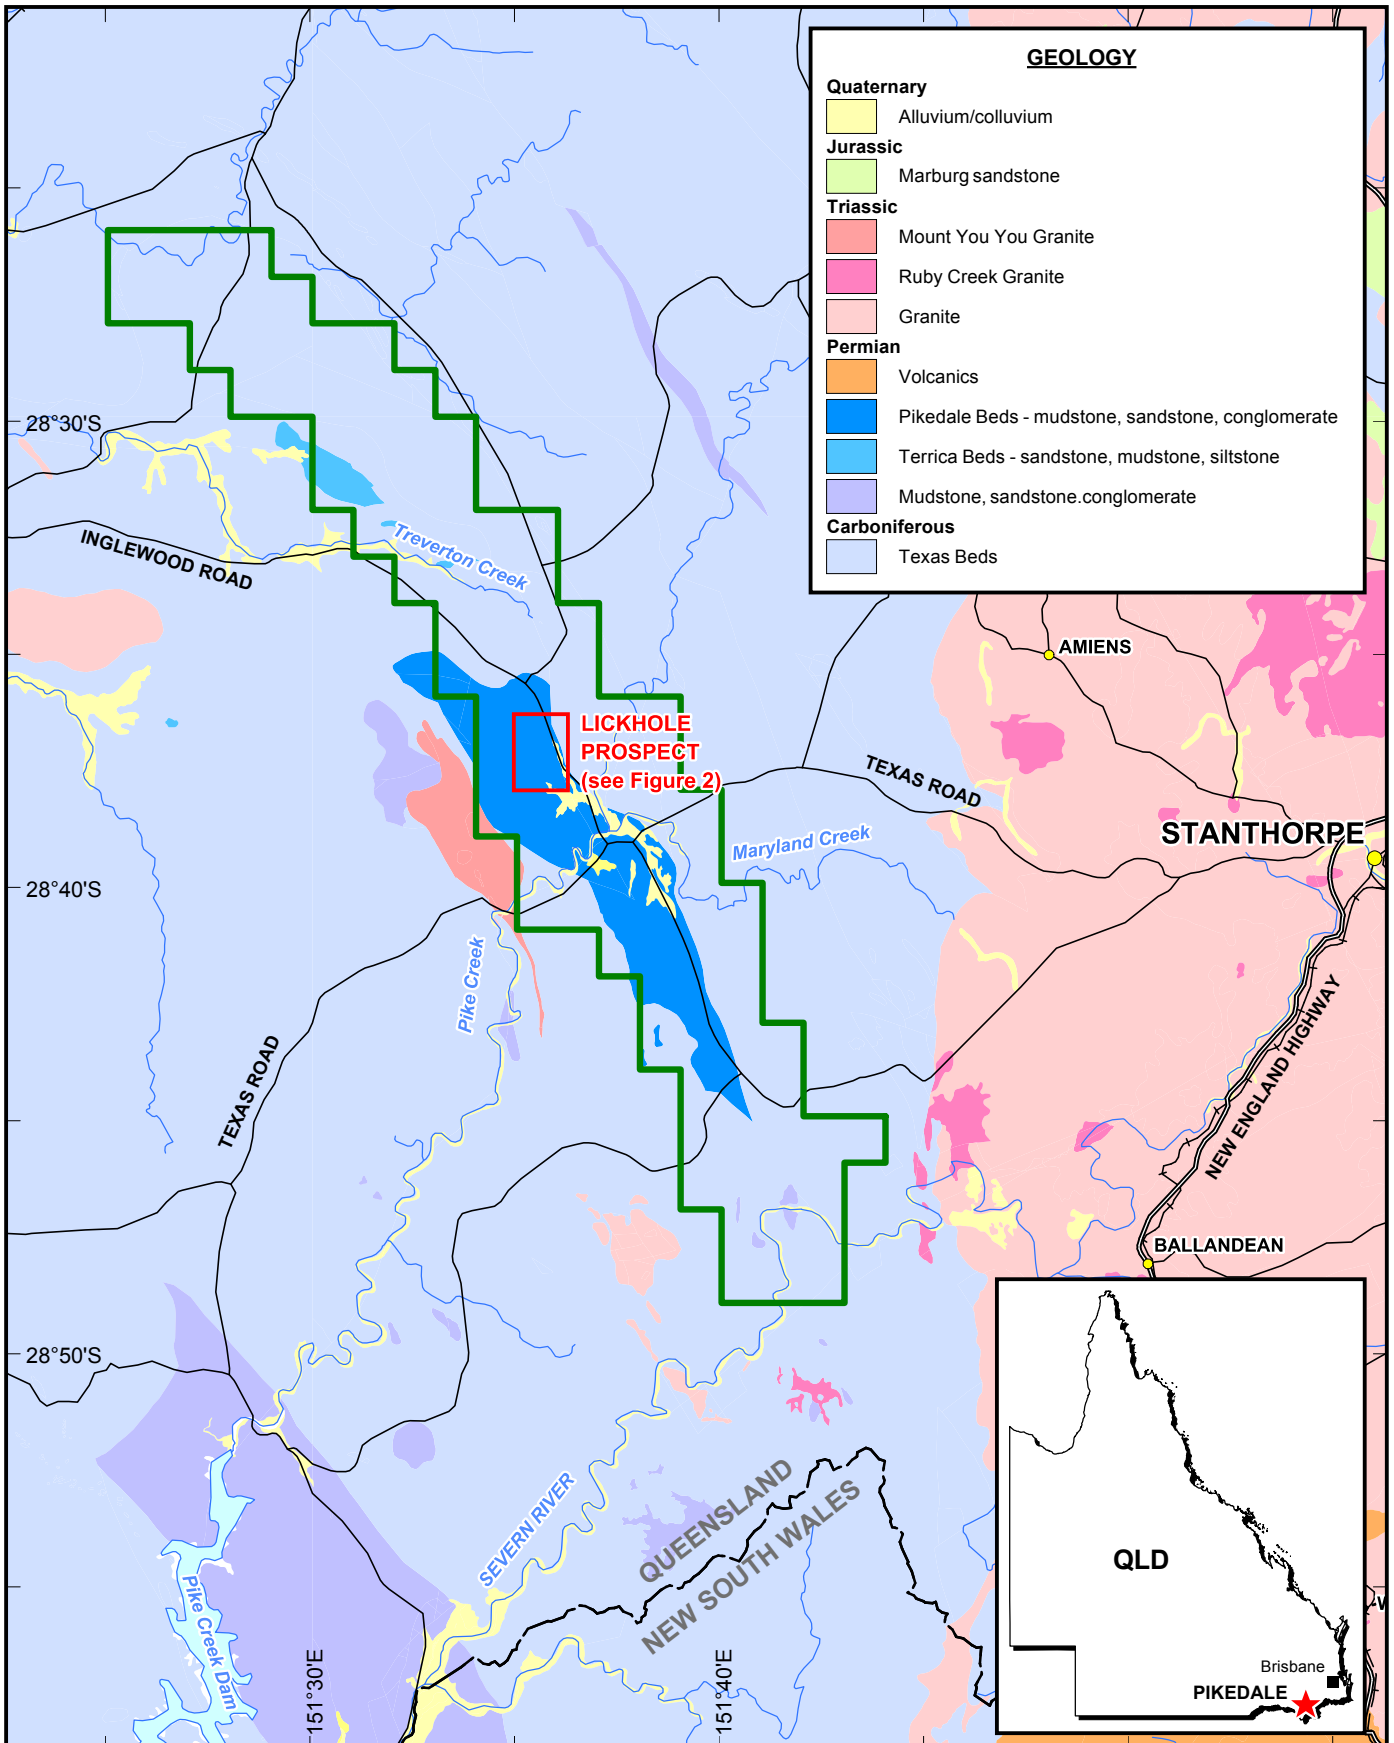 GEOLOGY
Quaternary
Alluvium/colluvium
Jurassic
Marburg sandstone
Triassic
Mount You You Granite
Ruby Creek Granite
Granite
Permian
Volcanics
Pikedale Beds - mudstone, sandstone, conglomerate
Terrica Beds - sandstone, mudstone, siltstone
Mudstone, sandstone.conglomerate
Carboniferous
Texas Beds
28°30'S
INGLEWOOD ROAD
Treverton Creek
AMIENS
LICKHOLE
PROSPECT
(see Figure 2)
TEXAS ROAD
STANTHORPE
Maryland Creek
28°40'S
Pike Creek
TEXAS ROAD
NEW ENGLAND HIGHWAY
BALLANDEAN
28°50'S
SEVERN RIVER
QUEENSLAND
NEW SOUTH WALES
Pike Creek Dam
151°30'E
151°40'E
QLD
Brisbane
PIKEDALE